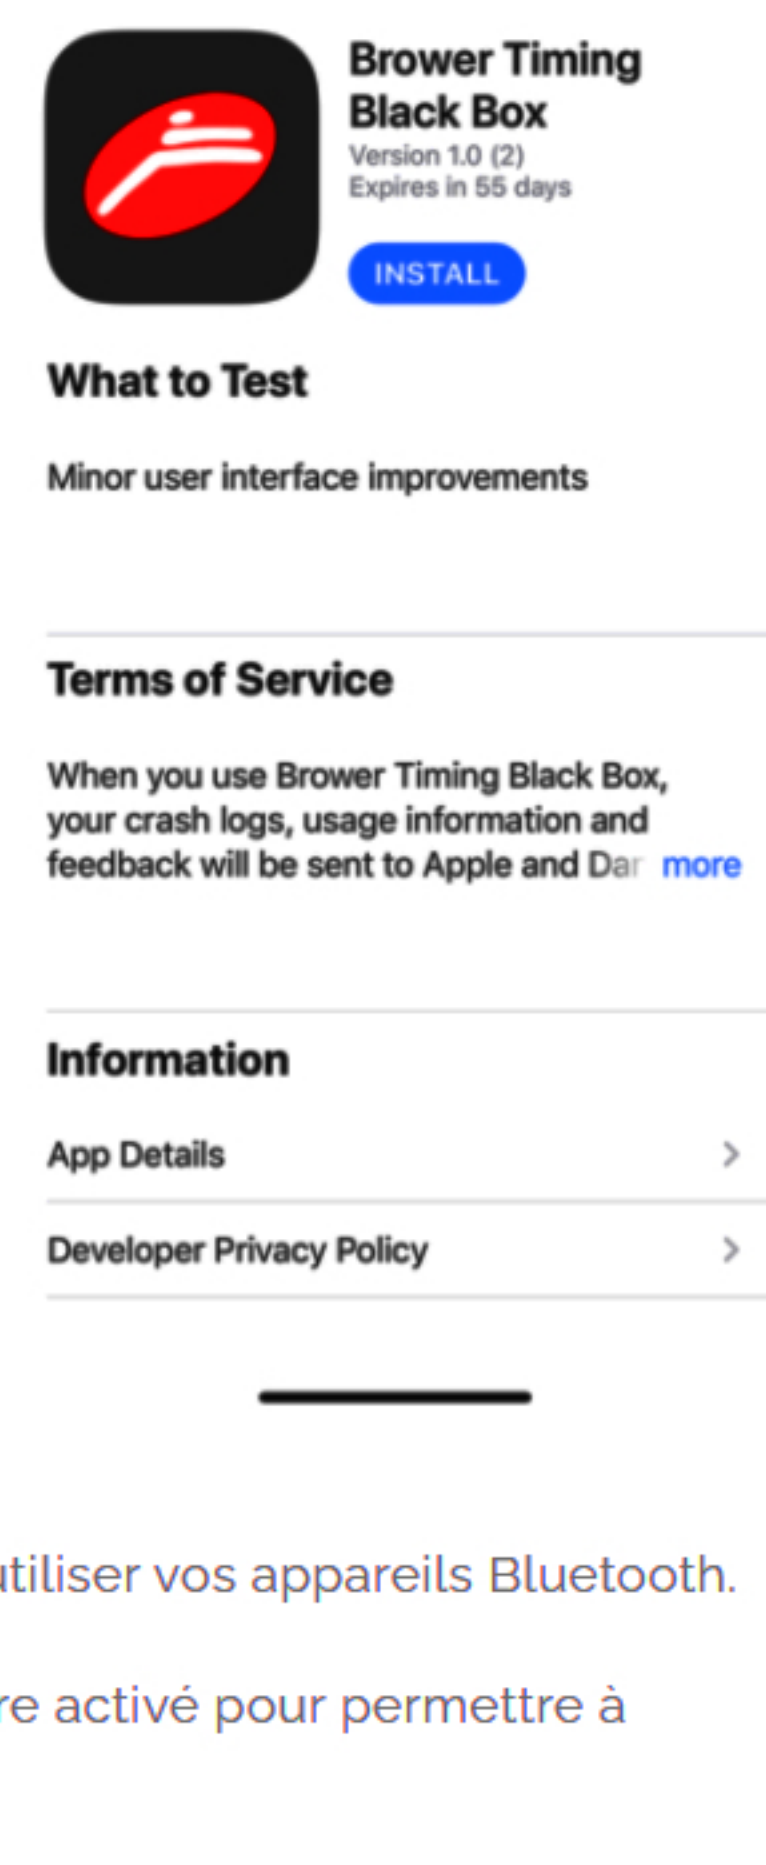 Brower Timing
Black Box
Version 1.0 (2)
Expires in 55 days
INSTALL
What to Test
Minor user interface improvements
Terms of Service
When you use Brower Timing Black Box,
your crash logs, usage information and
feedback will be sent to Apple and Dar more
Information
App Details
Developer Privacy Policy
utiliser vos appareils Bluetooth.
re activé pour permettre à